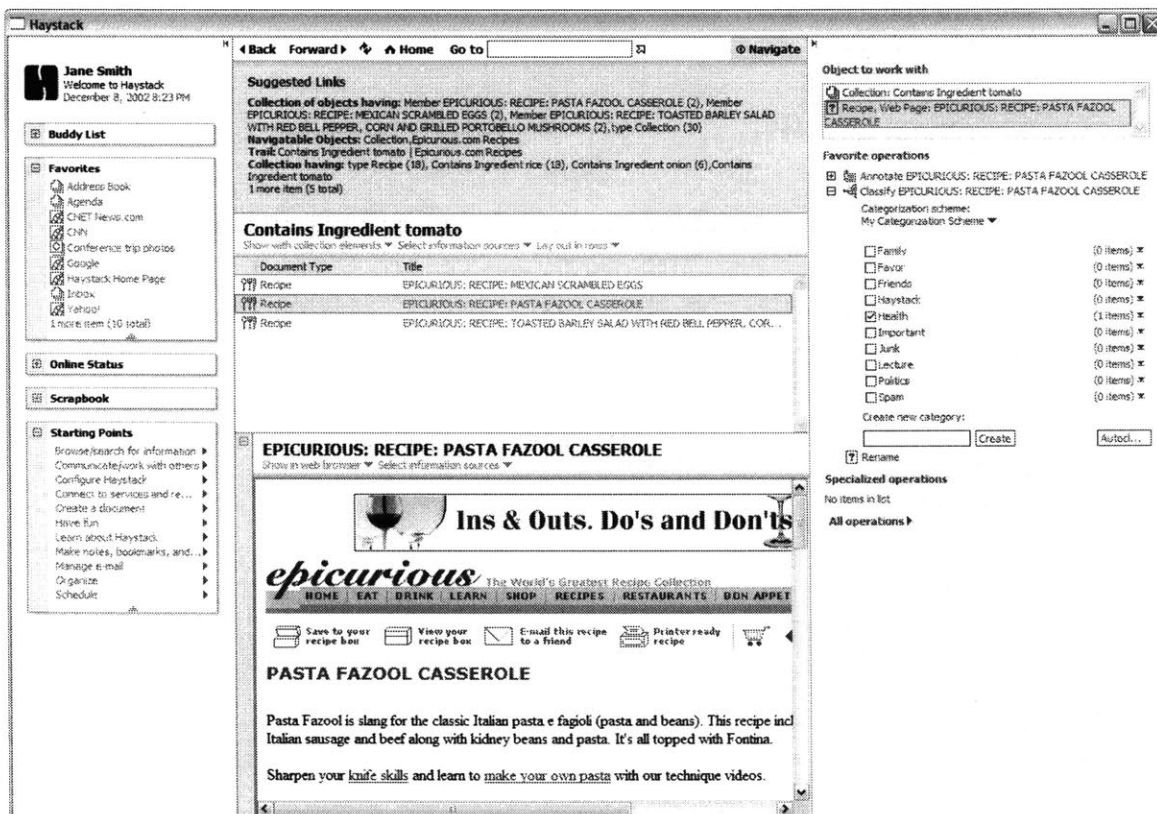 Haystack
Jane Smith
Welcome to Haystack
December 8, 2002 8:23 PM
Buddy List
Favorites
Address Book
Agenda
CNET News.com
CNN
Conference trip photos
Google
Haystack Home Page
Inbox
Yahoo!
1 more item (10 total)
Online Status
Scrapbook
Starting Points
Browse/search for information
Communicate/work with others
Configure Haystack
Connect to services and re...
Create a document
Have fun
Learn about Haystack
Make notes, bookmarks, and...
Manage e-mail
Organize
Schedule
Back Forward Home Go to Navigate
Suggested Links
Collection of objects having: Member EPICURIOUS: RECIPE: PASTA FAZOOL CASSEROLE (2), Member
EPICURIOUS: RECIPE: MEXICAN SCRAMBLED EGGS (2), Member EPICURIOUS: RECIPE: TOASTED BARLEY SALAD
WITH RED BELL PEPPER, CORN AND GRILLED PORTOBELLO MUSHROOMS (2),type Collection (30)
Navigatable Objects: Collection,Epicurious.com Recipes
Trail: Contains Ingredient tomato | Epicurious.com Recipes
Collection having: type Recipe (18), Contains Ingredient rice (13), Contains Ingredient onion (6),Contains
Ingredient tomato
1 more item (5 total)
Contains Ingredient tomato
Show with collection elements Select information sources Lay out in rows
Document Type Title
Recipe EPICURIOUS: RECIPE: MEXICAN SCRAMBLED EGGS
Recipe EPICURIOUS: RECIPE: PASTA FAZOOL CASSEROLE
Recipe EPICURIOUS: RECIPE: TOASTED BARLEY SALAD WITH RED BELL PEPPER, COR...
EPICURIOUS: RECIPE: PASTA FAZOOL CASSEROLE
Show in web browser Select information sources
Ins & Outs. Do's and Don'ts
epicurious The World's Greatest Recipe Collection
HOME | EAT | DRINK | LEARN | SHOP | RECIPES | RESTAURANTS | BON APPET
Save to your
recipe box
View your
recipe box
E-mail this recipe
to a friend
Printer ready
recipe
PASTA FAZOOL CASSEROLE
Pasta Fazool is slang for the classic Italian pasta e fagioli (pasta and beans). This recipe incl
Italian sausage and beef along with kidney beans and pasta. It's all topped with Fontina.
Sharpen your knife skills and learn to make your own pasta with our technique videos.
Object to work with
Collection: Contains Ingredient tomato
Recipe, Web Page: EPICURIOUS: RECIPE: PASTA FAZOOL
CASSEROLE
Favorite operations
Annotate EPICURIOUS: RECIPE: PASTA FAZOOL CASSEROLE
Classify EPICURIOUS: RECIPE: PASTA FAZOOL CASSEROLE
Categorization scheme:
My Categorization Scheme
Family (0 items)
Favor (0 items)
Friends (0 items)
Haystack (0 items)
Health (1 items)
Important (0 items)
Junk (0 items)
Lecture (0 items)
Politics (0 items)
Spam (0 items)
Create new category:
Create Autocl...
Rename
Specialized operations
No items in list
All operations